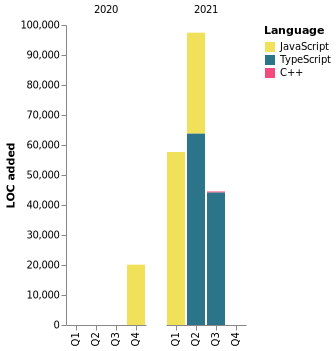 2020 2021
Language
JavaScript
TypeScript
C++
LOC added
100,000
90,000
80,000
70,000
60,000
50,000
40,000
30,000
20,000
10,000
0
Q1 Q2 Q3 Q4 Q1 Q2 Q3 Q4